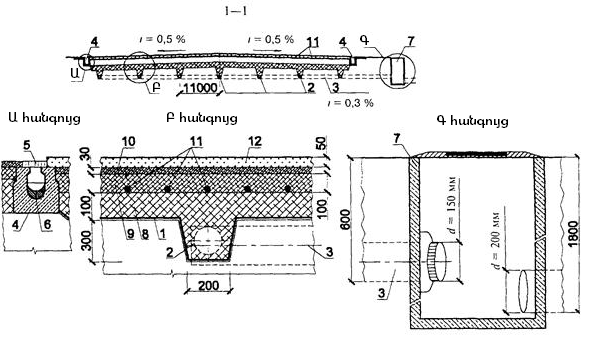 1—1
4 ı = 0,5 % ı = 0,5 % 11 4 Գ 7
Ա Բ 11000 2 3
ı = 0,3 %
Ա հանգույց
5
4 6
Բ հանգույց
30 10 11 12 50
100 100
300 9 8 1 2 3
200
Գ հանգույց
7
600 d = 150 мм 1800
d = 200 мм
3